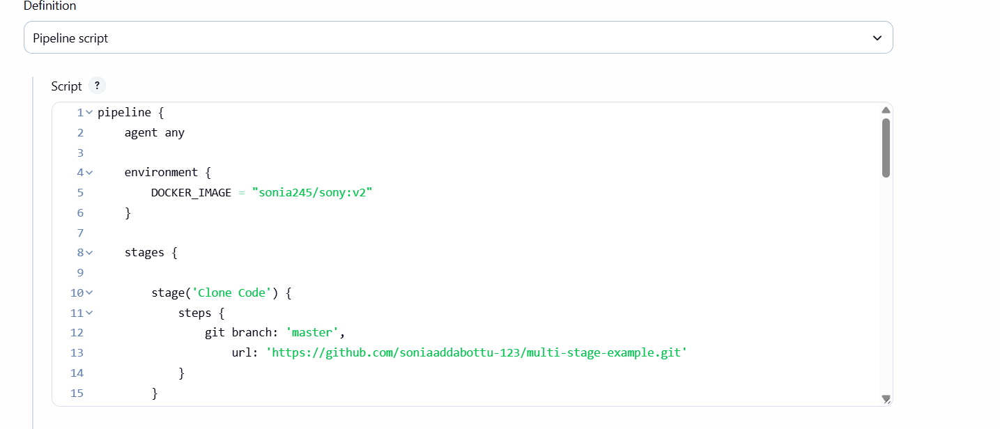 Definition
Pipeline script
Script ?
1 pipeline {
2     agent any
3
4     environment {
5         DOCKER_IMAGE = "sonia245/sony:v2"
6     }
7
8     stages {
9
10         stage('Clone Code') {
11             steps {
12                 git branch: 'master',
13                     url: 'https://github.com/soniaaddabottu-123/multi-stage-example.git'
14             }
15         }